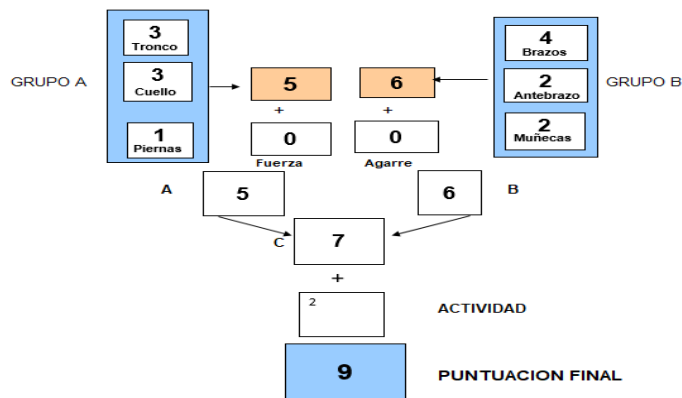 3
Tronco
GRUPO A
3
Cuello
1
Piernas
5
+
0
Fuerza
6
+
0
Agarre
4
Brazos
GRUPO B
2
Antebrazo
2
Muñecas
A
5
6
B
C
7
+
2
ACTIVIDAD
9
PUNTUACION FINAL